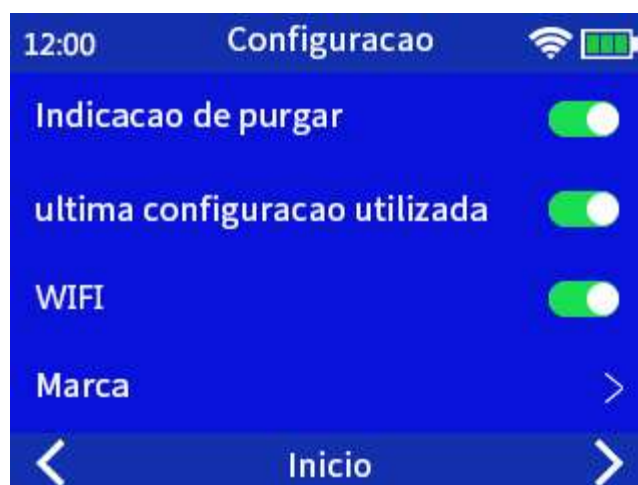 12:00 Configuracao
Indicacao de purgar
ultima configuracao utilizada
WIFI
Marca
Inicio